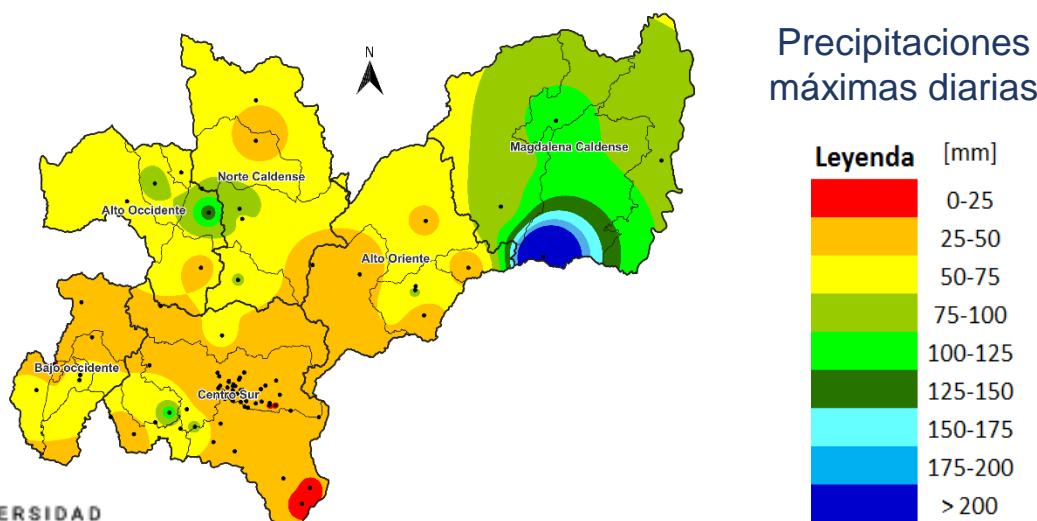 Precipitaciones
máximas diarias
N
Magdalena Caldense
Norte Caldense
Alto Occidente
Alto Oriente
Bajo occidente
Centro Sur
Leyenda [mm]
0-25
25-50
50-75
75-100
100-125
125-150
150-175
175-200
> 200